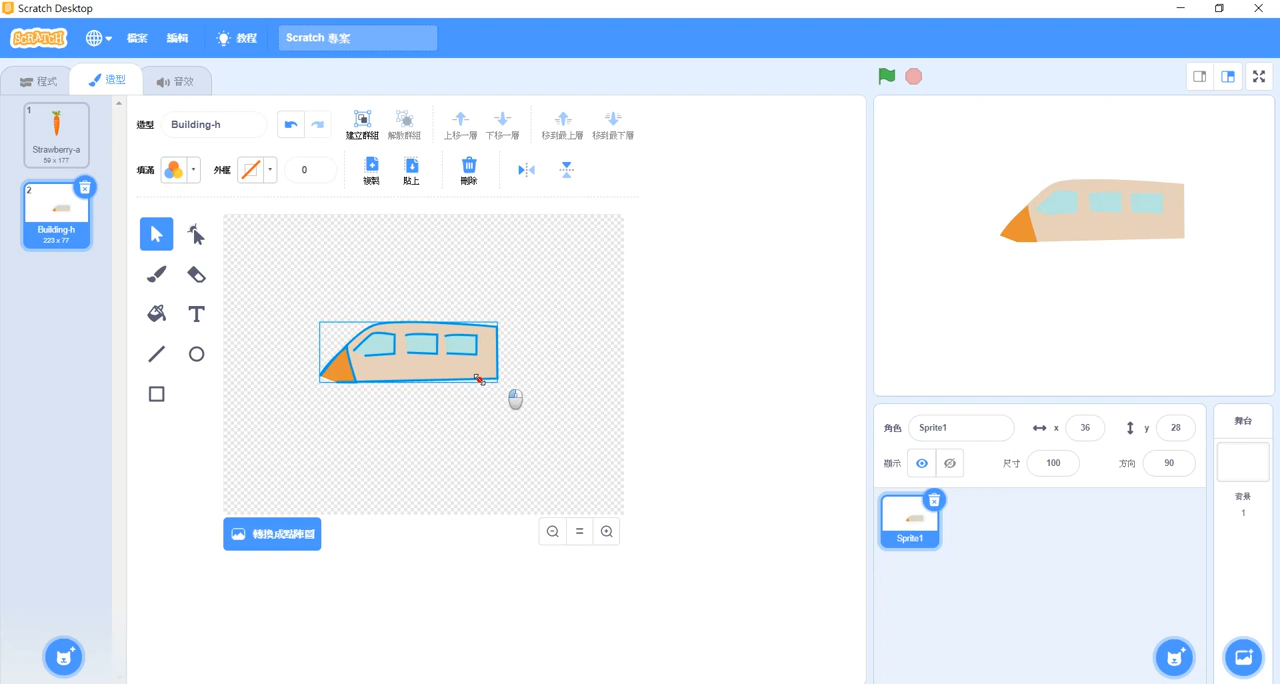 Scratch Desktop
SCRATCH 檔案 編輯 教程 Scratch 專案
程式 造型 音效
1
Strawberry-a
59 x 177
2
Building-h
223 x 77
造型 Building-h 建立群組 解散群組 上移一層 下移一層 移到最上層 移到最下層
填滿 外框 0 複製 貼上 刪除
轉換成點陣圖
角色 Sprite1 x 36 y 28
顯示 尺寸 100 方向 90
Sprite1
舞台
背景
1